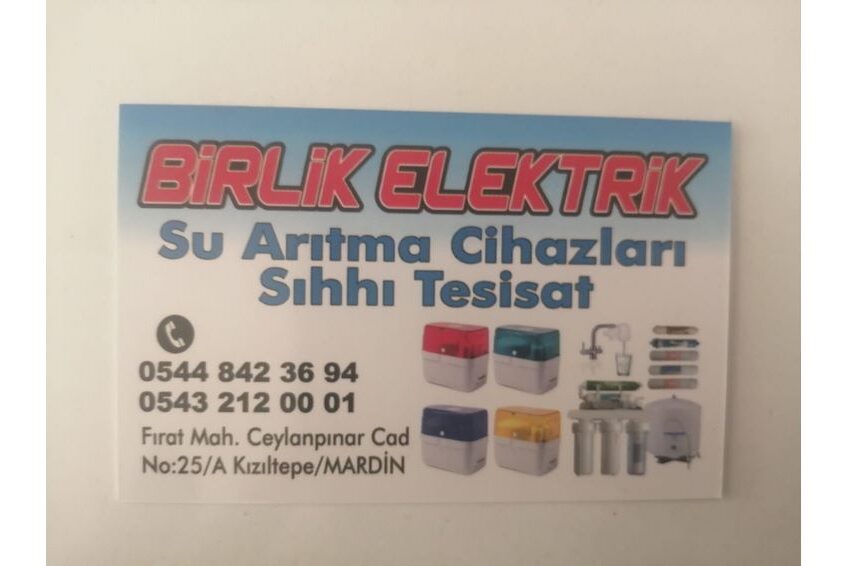 BİRLİK ELEKTRİK
Su Arıtma Cihazları
Sıhhı Tesisat
0544 842 36 94
0543 212 00 01
Fırat Mah. Ceylanpınar Cad
No:25/A Kızıltepe/MARDİN